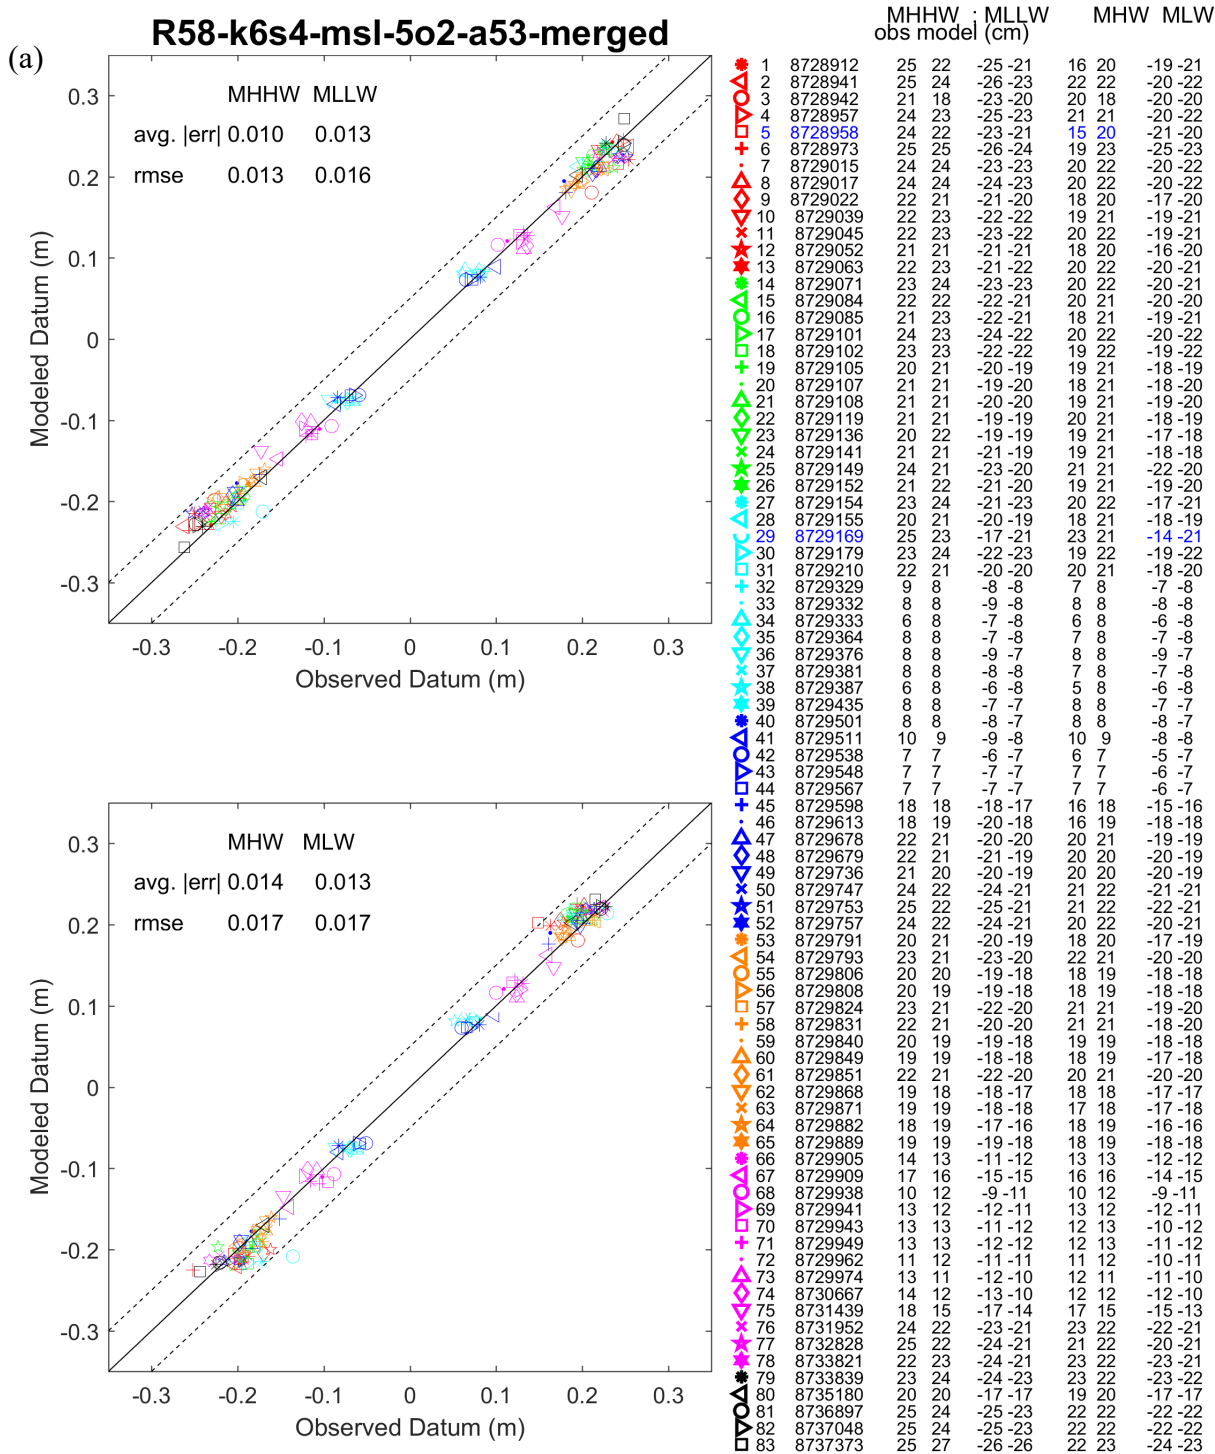 R58-k6s4-msl-5o2-a53-merged
(a)
MHHW MLLW
avg. |err| 0.010 0.013
rmse 0.013 0.016
0.3
0.2
0.1
0
-0.1
-0.2
-0.3
Modeled Datum (m)
-0.3 -0.2 -0.1 0 0.1 0.2 0.3
Observed Datum (m)
MHW MLW
avg. |err| 0.014 0.013
rmse 0.017 0.017
0.3
0.2
0.1
0
-0.1
-0.2
-0.3
Modeled Datum (m)
-0.3 -0.2 -0.1 0 0.1 0.2 0.3
Observed Datum (m)
MHHW : MLLW MHW MLW
obs model (cm)
1 8728912 25 22 -25 -21 16 20 -19 -21
2 8728941 25 24 -26 -23 22 22 -20 -22
3 8728942 21 18 -23 -20 20 18 -20 -20
4 8728957 24 23 -25 -23 21 21 -20 -22
5 8728958 24 22 -23 -21 15 20 -21 -20
6 8728973 25 25 -26 -24 19 23 -25 -23
7 8729015 24 24 -23 -23 20 22 -20 -22
8 8729017 24 24 -24 -23 20 22 -20 -22
9 8729022 22 21 -21 -20 18 20 -17 -20
10 8729039 22 23 -22 -22 19 21 -19 -21
11 8729045 22 23 -23 -22 20 22 -19 -21
12 8729052 21 21 -21 -21 18 20 -16 -20
13 8729063 22 23 -21 -22 20 22 -20 -21
14 8729071 23 24 -23 -23 20 22 -20 -21
15 8729084 22 22 -22 -21 20 21 -20 -20
16 8729085 21 23 -22 -21 18 21 -19 -21
17 8729101 24 23 -24 -22 20 22 -20 -22
18 8729102 23 23 -22 -22 19 22 -19 -22
19 8729105 20 21 -20 -19 19 21 -18 -19
20 8729107 21 21 -19 -20 18 21 -18 -20
21 8729108 21 21 -20 -20 19 21 -18 -20
22 8729119 21 21 -19 -19 20 21 -18 -19
23 8729136 20 22 -19 -19 19 21 -17 -18
24 8729141 21 21 -21 -19 19 21 -18 -18
25 8729149 24 21 -23 -20 21 21 -22 -20
26 8729152 21 22 -21 -20 19 21 -19 -20
27 8729154 23 24 -21 -23 20 22 -17 -21
28 8729155 20 21 -20 -19 18 21 -18 -19
29 8729169 25 23 -17 -21 23 21 -14 -21
30 8729179 23 24 -22 -23 19 22 -19 -22
31 8729210 22 21 -20 -20 20 21 -18 -20
32 8729329 9 8 -8 -8 7 8 -7 -8
33 8729332 8 8 -9 -8 8 8 -8 -8
34 8729333 6 8 -7 -8 6 8 -6 -8
35 8729364 8 8 -7 -8 7 8 -7 -8
36 8729376 8 8 -9 -7 8 8 -9 -7
37 8729381 8 8 -8 -8 7 8 -7 -8
38 8729387 6 8 -6 -8 5 8 -6 -8
39 8729435 8 8 -8 -7 8 8 -7 -7
40 8729501 8 8 -8 -7 8 8 -8 -7
41 8729511 10 9 -9 -8 10 9 -8 -8
42 8729538 7 7 -6 -7 6 7 -5 -7
43 8729548 7 7 -7 -7 7 7 -6 -7
44 8729567 7 7 -7 -7 7 7 -6 -7
45 8729598 18 18 -18 -17 16 18 -15 -16
46 8729613 18 19 -20 -18 16 19 -18 -18
47 8729678 22 21 -20 -20 20 21 -19 -19
48 8729679 22 21 -21 -19 20 20 -20 -19
49 8729736 21 20 -20 -19 20 20 -19 -19
50 8729747 24 22 -24 -21 21 22 -21 -21
51 8729753 25 22 -25 -21 21 22 -22 -21
52 8729757 24 22 -24 -21 20 22 -20 -21
53 8729791 20 21 -20 -19 18 20 -17 -19
54 8729793 23 21 -23 -20 22 21 -20 -20
55 8729806 20 20 -19 -18 18 19 -18 -18
56 8729808 20 19 -19 -18 18 19 -18 -18
57 8729824 23 21 -22 -20 21 21 -19 -20
58 8729831 22 21 -20 -20 21 21 -18 -20
59 8729840 20 19 -19 -18 19 19 -18 -18
60 8729849 19 19 -18 -18 18 19 -17 -18
61 8729851 22 21 -22 -20 20 21 -20 -20
62 8729868 19 18 -18 -17 18 18 -17 -17
63 8729871 19 19 -18 -18 17 18 -17 -18
64 8729882 18 19 -17 -16 18 19 -16 -16
65 8729889 19 19 -19 -18 18 19 -18 -18
66 8729905 14 13 -11 -12 13 13 -12 -12
67 8729909 17 16 -15 -15 16 16 -14 -15
68 8729938 10 12 -9 -11 10 12 -9 -11
69 8729941 13 12 -12 -11 13 12 -12 -11
70 8729943 13 13 -11 -12 12 13 -10 -12
71 8729949 13 13 -12 -12 12 13 -11 -12
72 8729962 11 12 -11 -11 11 12 -10 -11
73 8729974 13 11 -12 -10 12 11 -11 -10
74 8730667 14 12 -13 -10 12 12 -12 -10
75 8731439 18 15 -17 -14 17 15 -15 -13
76 8731952 24 22 -23 -21 23 22 -22 -21
77 8732828 25 22 -24 -21 21 22 -20 -21
78 8733821 22 23 -24 -21 23 22 -23 -21
79 8733839 23 24 -24 -23 22 22 -23 -22
80 8735180 20 20 -17 -17 19 20 -17 -17
81 8736897 25 24 -25 -23 22 22 -22 -22
82 8737048 25 24 -25 -23 22 22 -22 -22
83 8737373 25 27 -26 -26 22 23 -24 -23